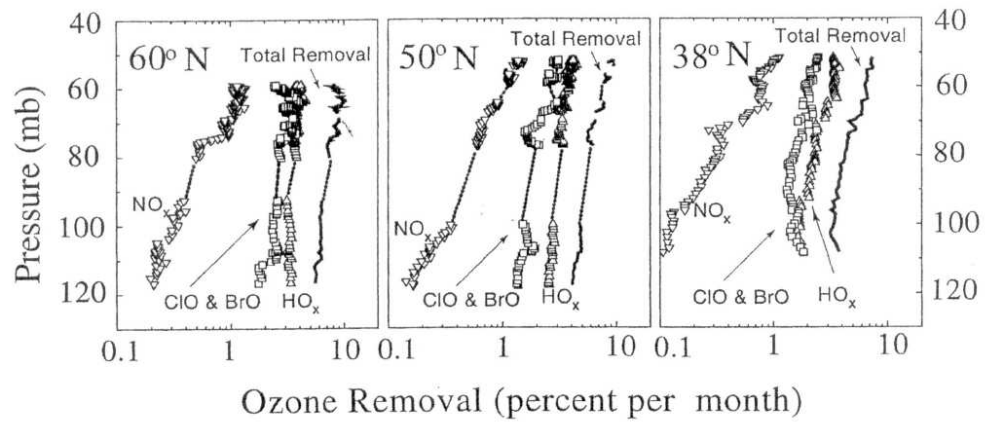 40
60
80
100
120
Pressure (mb)
60° N
Total Removal
NOx
ClO & BrO
HOx
0.1
1
10
50° N
Total Removal
NOx
ClO & BrO
HOx
0.1
1
10
38° N
Total Removal
NOx
ClO & BrO
HOx
0.1
1
10
40
60
80
100
120
Ozone Removal (percent per month)